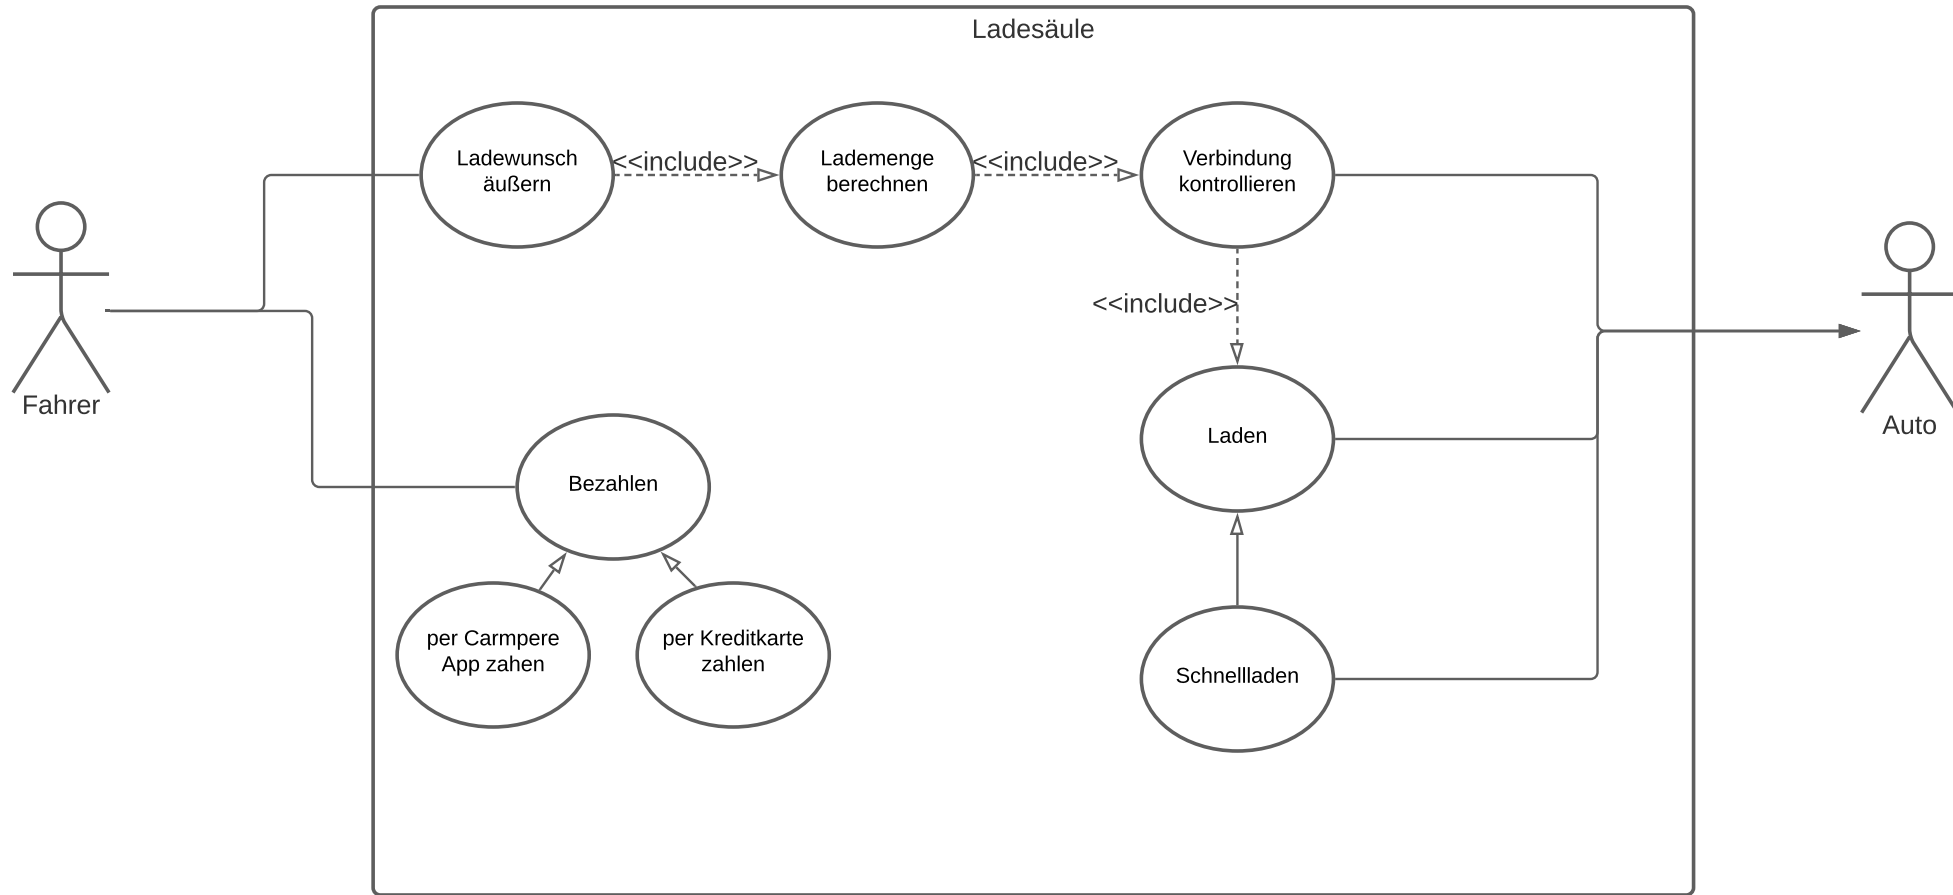 Ladesäule
Ladewunsch
äußern
<<include>>
Lademenge
berechnen
<<include>>
Verbindung
kontrollieren
<<include>>
Fahrer
Auto
Laden
Bezahlen
per Carmpere
App zahen
per Kreditkarte
zahlen
Schnellladen